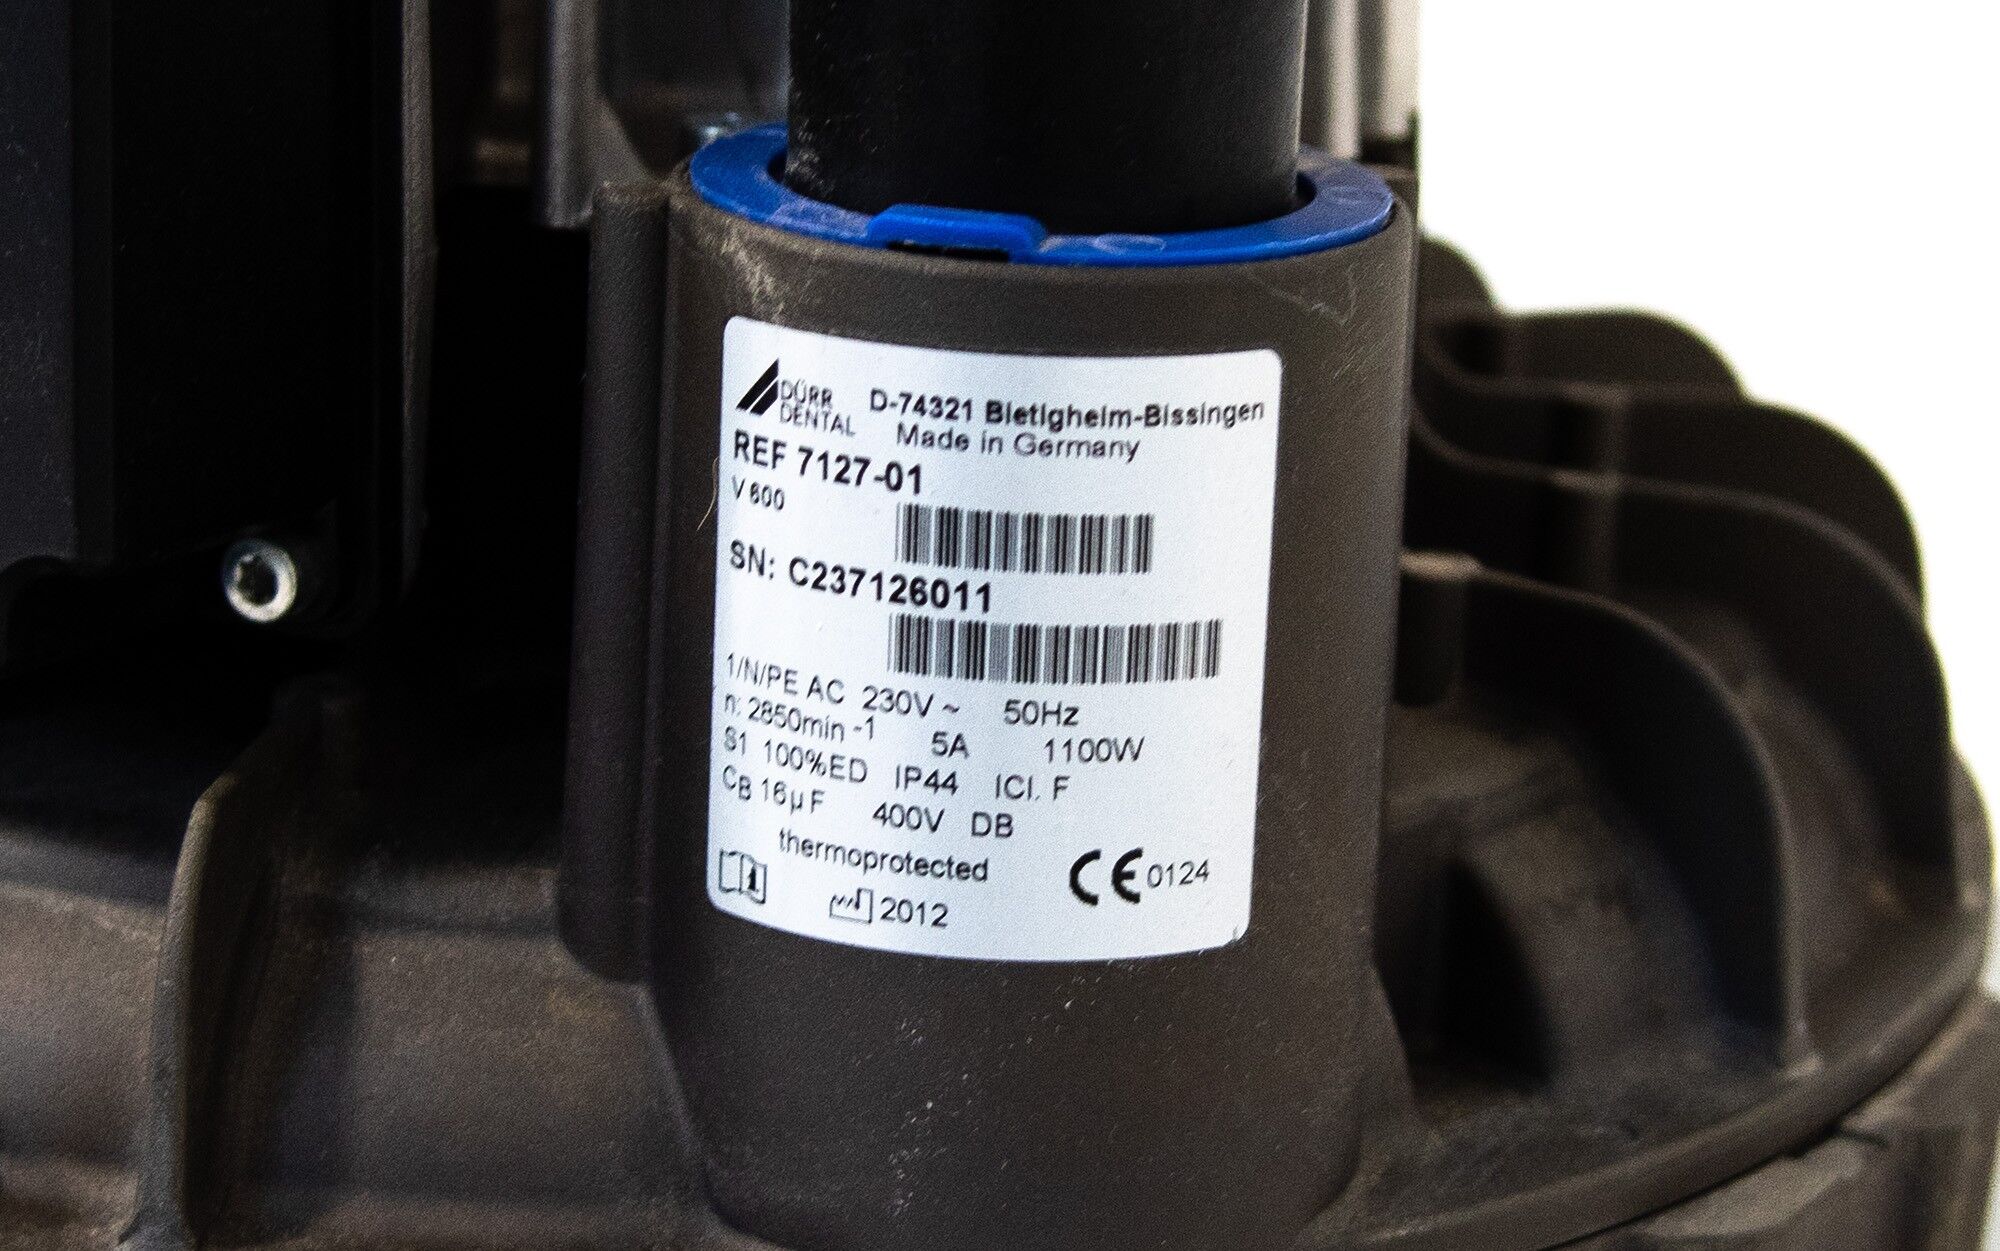 DÜRR
DENTAL
D-74321 Bietigheim-Bissingen
Made in Germany
REF 7127-01
V 600
SN: C237126011
1/N/PE AC 230V ~ 50Hz
n: 2850min -1 5A 1100W
S1 100%ED IP44 ICl. F
CB 16µF 400V DB
thermoprotected
2012
CE 0124